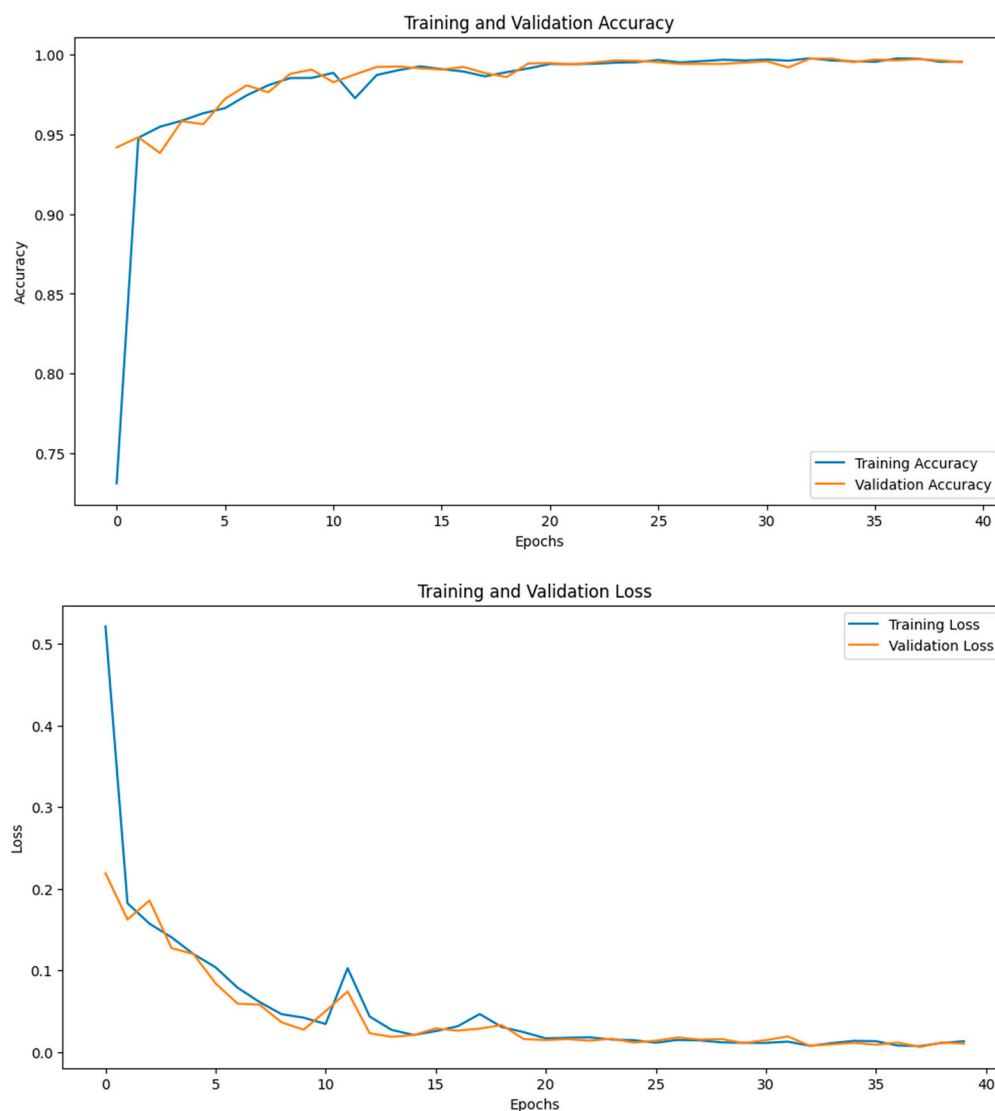 Training and Validation Accuracy
1.00
0.95
0.90
0.85
0.80
0.75
Accuracy
Training Accuracy
Validation Accuracy
0 5 10 15 20 25 30 35 40
Epochs
Training and Validation Loss
0.5
0.4
0.3
0.2
0.1
0.0
Loss
Training Loss
Validation Loss
0 5 10 15 20 25 30 35 40
Epochs